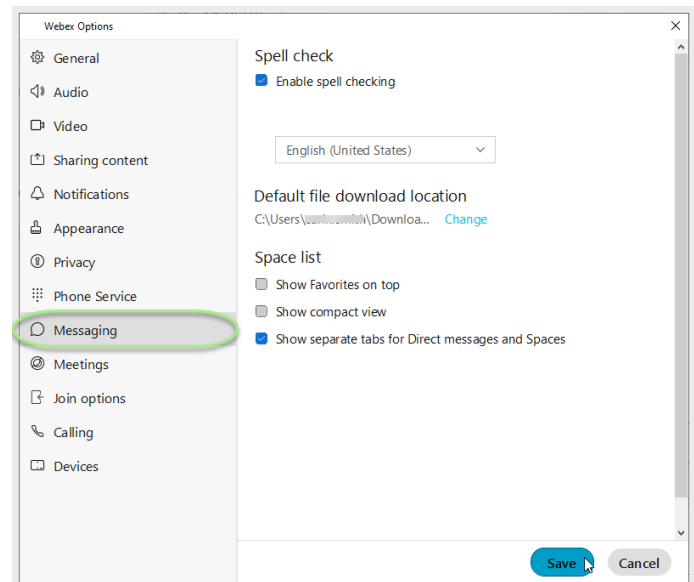 Webex Options
General
Audio
Video
Sharing content
Notifications
Appearance
Privacy
Phone Service
Messaging
Meetings
Join options
Calling
Devices
Spell check
Enable spell checking
English (United States)
Default file download location
C:\Users\ \Downloa... Change
Space list
Show Favorites on top
Show compact view
Show separate tabs for Direct messages and Spaces
Save Cancel